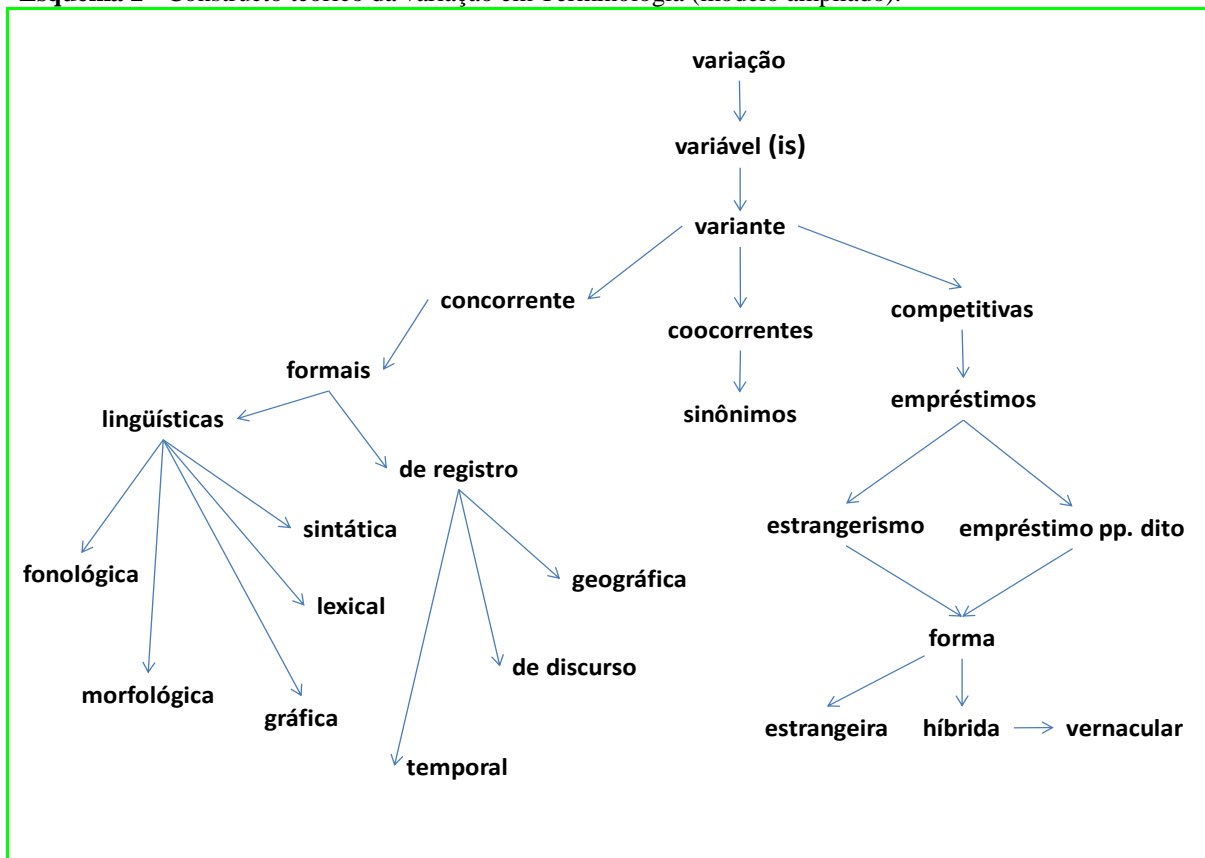 Esquema 2 – Constructo teórico da variação em Terminologia (modelo ampliado).
variação
variável (is)
variante
concorrente
coocorrentes
competitivas
formais
sinônimos
empréstimos
lingüísticas
de registro
sintática
estrangerismo
empréstimo pp. dito
fonológica
geográfica
lexical
forma
morfológica
gráfica
de discurso
estrangeira
híbrida
vernacular
temporal